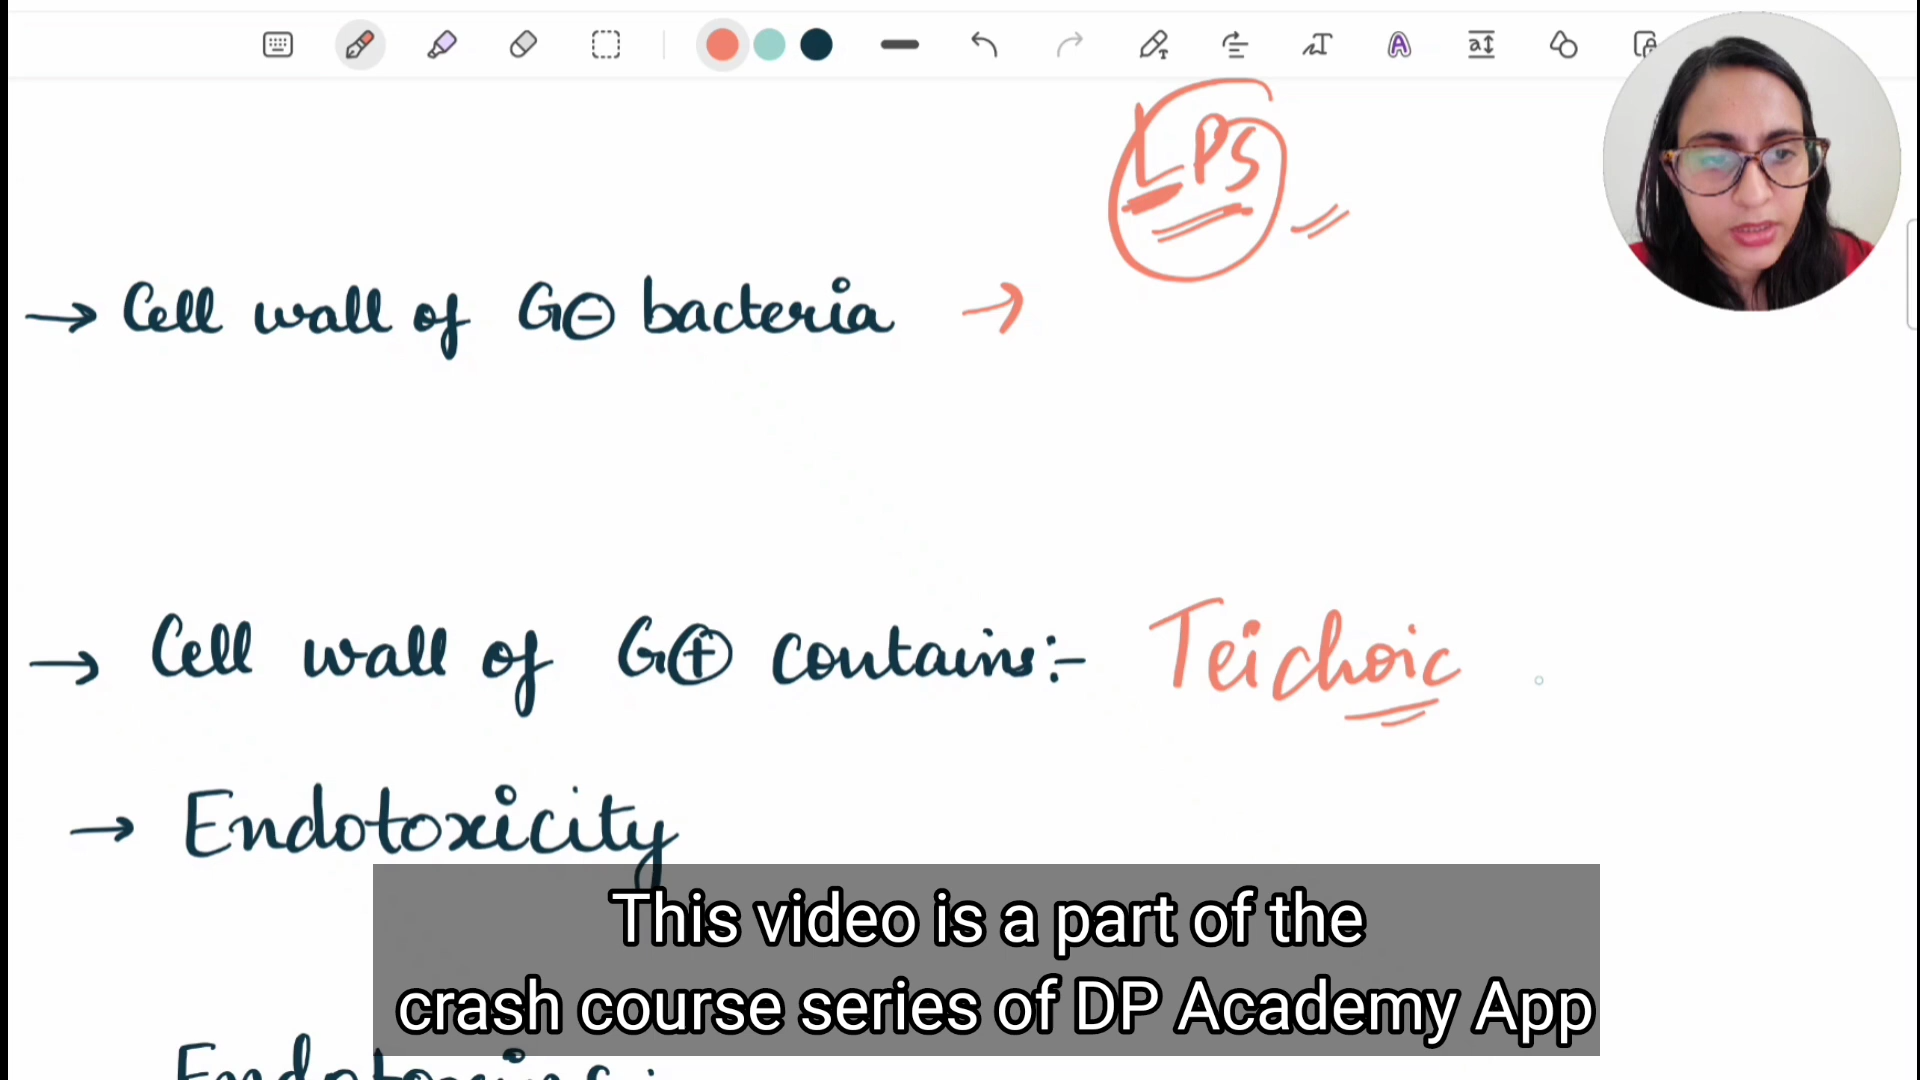 LPS
→ Cell wall of G⊖ bacteria →
→ Cell wall of G⊕ contains:- Teichoic
→ Endotoxicity
This video is a part of the
crash course series of DP Academy App